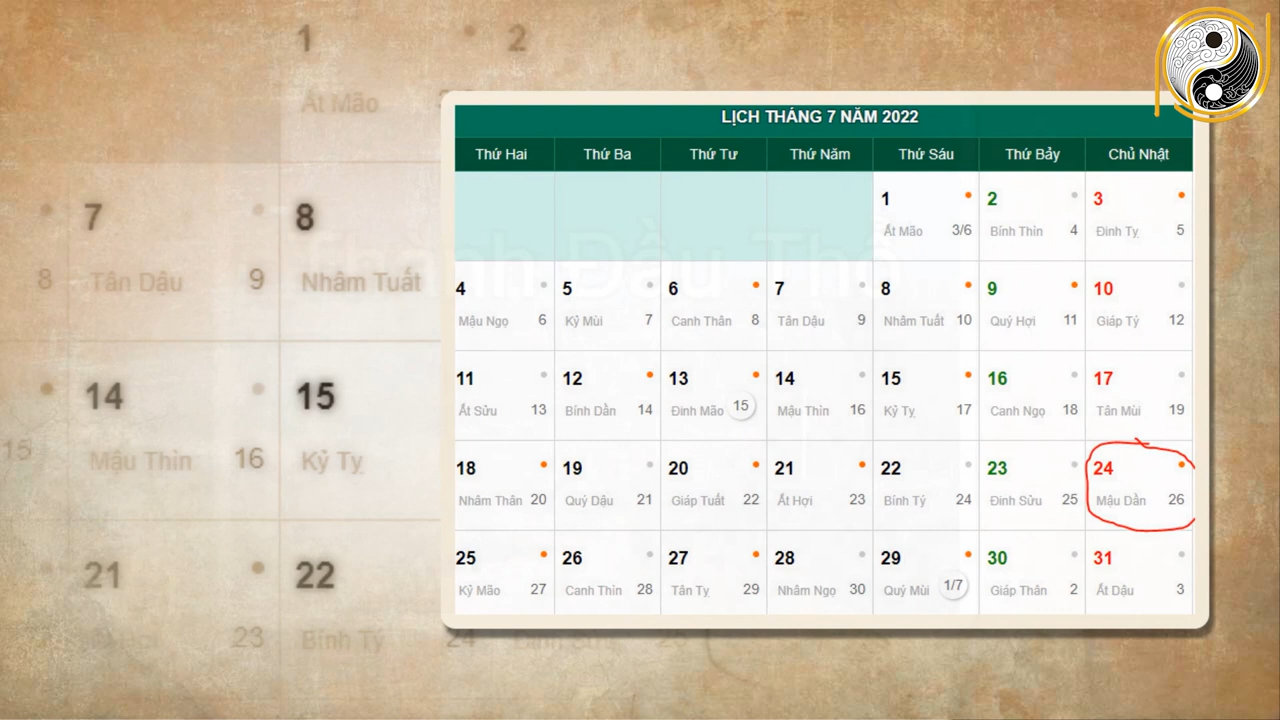 LỊCH THÁNG 7 NĂM 2022
Thứ Hai Thứ Ba Thứ Tư Thứ Năm Thứ Sáu Thứ Bảy Chủ Nhật
1 2 3
Ất Mão 3/6 Bính Thìn 4 Đinh Tỵ 5
4 5 6 7 8 9 10
Mậu Ngọ 6 Kỷ Mùi 7 Canh Thân 8 Tân Dậu 9 Nhâm Tuất 10 Quý Hợi 11 Giáp Tý 12
11 12 13 14 15 16 17
Ất Sửu 13 Bính Dần 14 Đinh Mão 15 Mậu Thìn 16 Kỷ Tỵ 17 Canh Ngọ 18 Tân Mùi 19
18 19 20 21 22 23 24
Nhâm Thân 20 Quý Dậu 21 Giáp Tuất 22 Ất Hợi 23 Bính Tý 24 Đinh Sửu 25 Mậu Dần 26
25 26 27 28 29 30 31
Kỷ Mão 27 Canh Thìn 28 Tân Tỵ 29 Nhâm Ngọ 30 Quý Mùi 1/7 Giáp Thân 2 Ất Dậu 3
1 2
Ất Mão
7 8
8 Tân Dậu 9 Nhâm Tuất
14 15
15 Mậu Thìn 16 Kỷ Tỵ
21 22
23 Bính Tý 24 Đinh Sửu 25